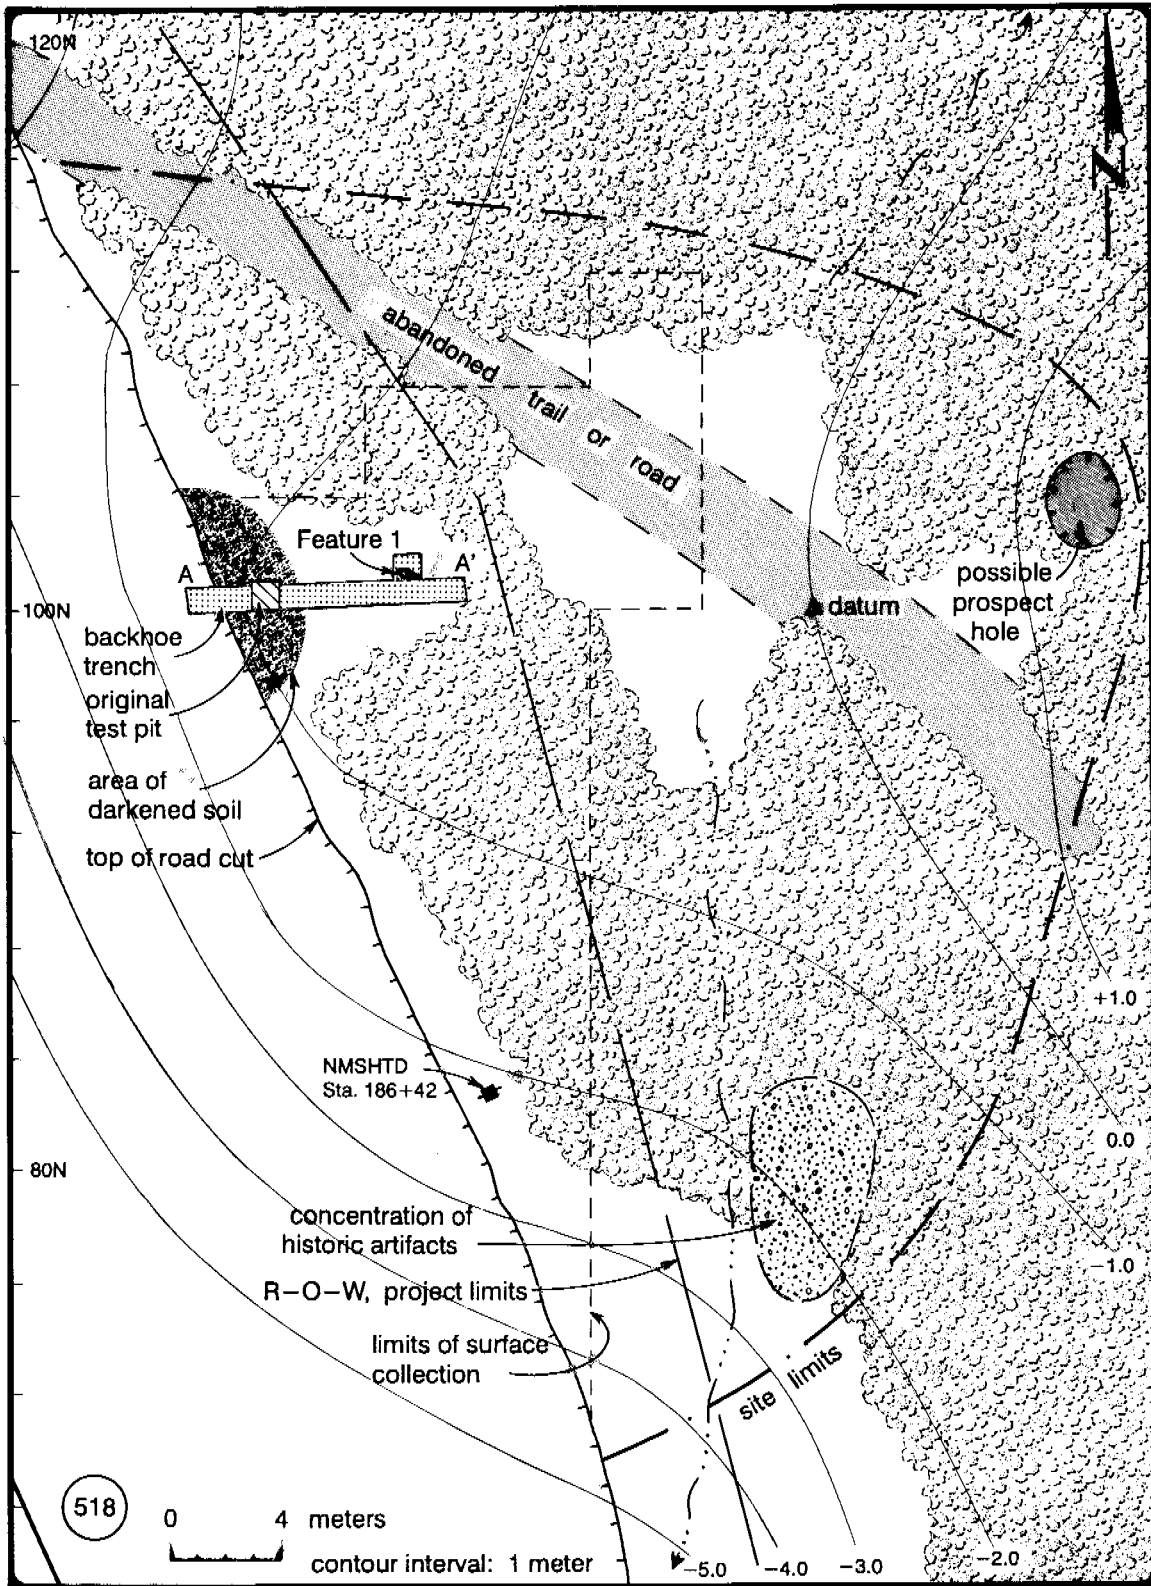 120N
N
abandoned
trail or road
Feature 1
A
A'
possible
prospect
hole
datum
100N
backhoe
trench
original
test pit
area of
darkened soil
top of road cut
+1.0
NMSHTD
Sta. 186+42
0.0
80N
concentration of
historic artifacts
−1.0
R−O−W, project limits
limits of surface
collection
site limits
518
0 4 meters
contour interval: 1 meter
−5.0
−4.0
−3.0
−2.0